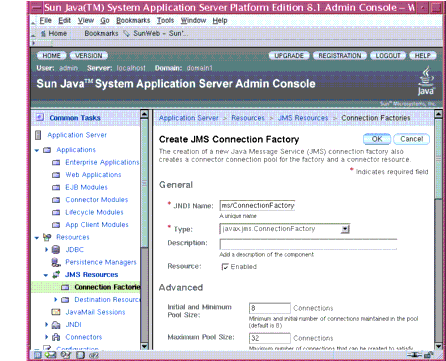 Sun Java(TM) System Application Server Platform Edition 8.1 Admin Console – W
File Edit View Go Bookmarks Tools Window Help
Home Bookmarks SunWeb - Sun'...
HOME VERSION UPGRADE REGISTRATION LOGOUT HELP
User: admin Server: localhost Domain: domain1
Sun Java™ System Application Server Admin Console
Java
Sun™ Microsystems, Inc.
Common Tasks
Application Server
Applications
Enterprise Applications
Web Applications
EJB Modules
Connector Modules
Lifecycle Modules
App Client Modules
Resources
JDBC
Persistence Managers
JMS Resources
Connection Factorie
Destination Resourc
JavaMail Sessions
JNDI
Connectors
Configuration
Application Server > Resources > JMS Resources > Connection Factories
Create JMS Connection Factory
OK Cancel
The creation of a new Java Message Service (JMS) connection factory also
creates a connector connection pool for the factory and a connector resource.
* Indicates required field
General
* JNDI Name: jms/ConnectionFactory
A unique name
* Type: javax.jms.ConnectionFactory
Description:
Add a description of the component
Resource: Enabled
Advanced
Initial and Minimum
Pool Size:
8 Connections
Minimum and initial number of connections maintained in the pool
(default is 8)
Maximum Pool Size: 32 Connections
Maximum number of connections that can be created to satisfy